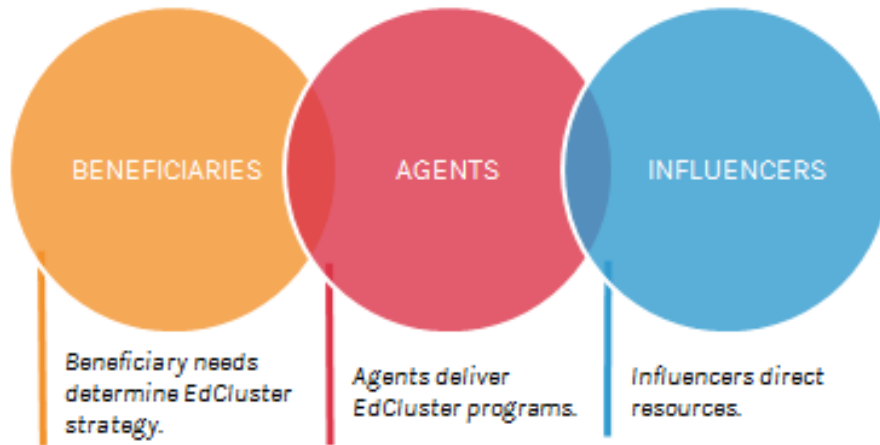 BENEFICIARIES
AGENTS
INFLUENCERS
Beneficiary needs
determine EdCluster
strategy.
Agents deliver
EdCluster programs.
Influencers direct
resources.